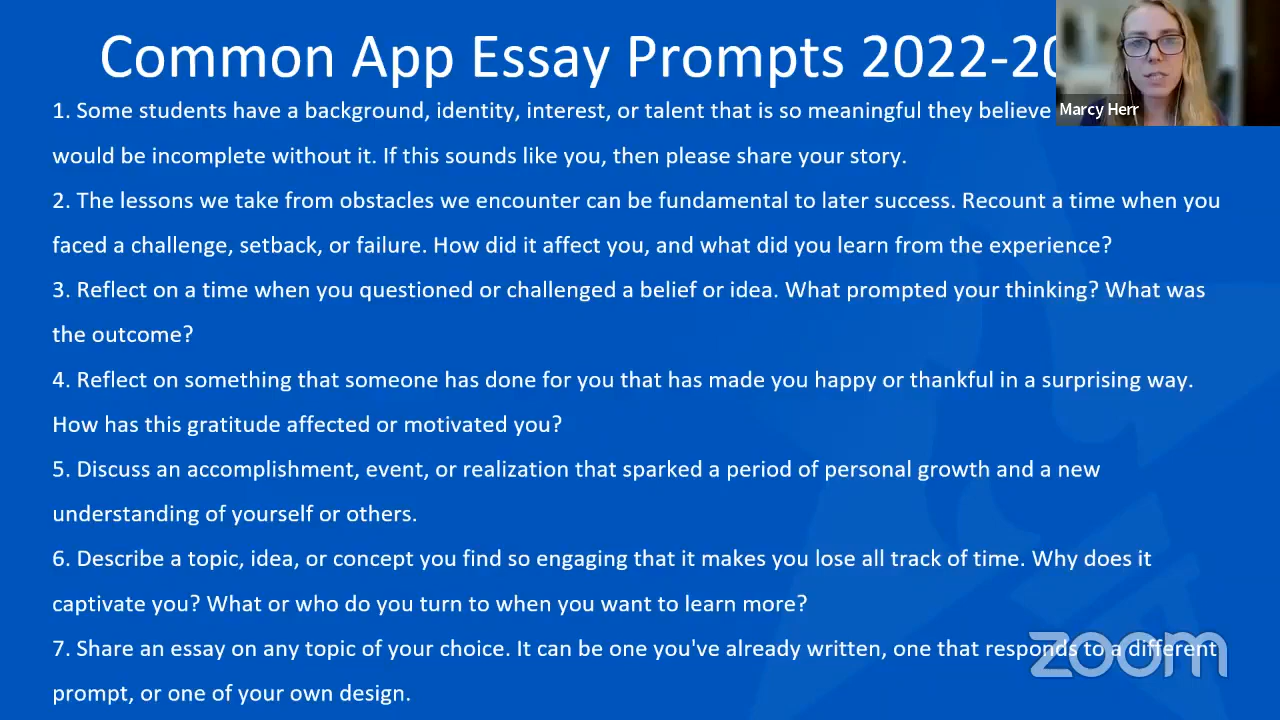 Common App Essay Prompts 2022-20
Marcy Herr
1. Some students have a background, identity, interest, or talent that is so meaningful they believe
would be incomplete without it. If this sounds like you, then please share your story.
2. The lessons we take from obstacles we encounter can be fundamental to later success. Recount a time when you
faced a challenge, setback, or failure. How did it affect you, and what did you learn from the experience?
3. Reflect on a time when you questioned or challenged a belief or idea. What prompted your thinking? What was
the outcome?
4. Reflect on something that someone has done for you that has made you happy or thankful in a surprising way.
How has this gratitude affected or motivated you?
5. Discuss an accomplishment, event, or realization that sparked a period of personal growth and a new
understanding of yourself or others.
6. Describe a topic, idea, or concept you find so engaging that it makes you lose all track of time. Why does it
captivate you? What or who do you turn to when you want to learn more?
7. Share an essay on any topic of your choice. It can be one you've already written, one that responds to a different
prompt, or one of your own design.
zoom